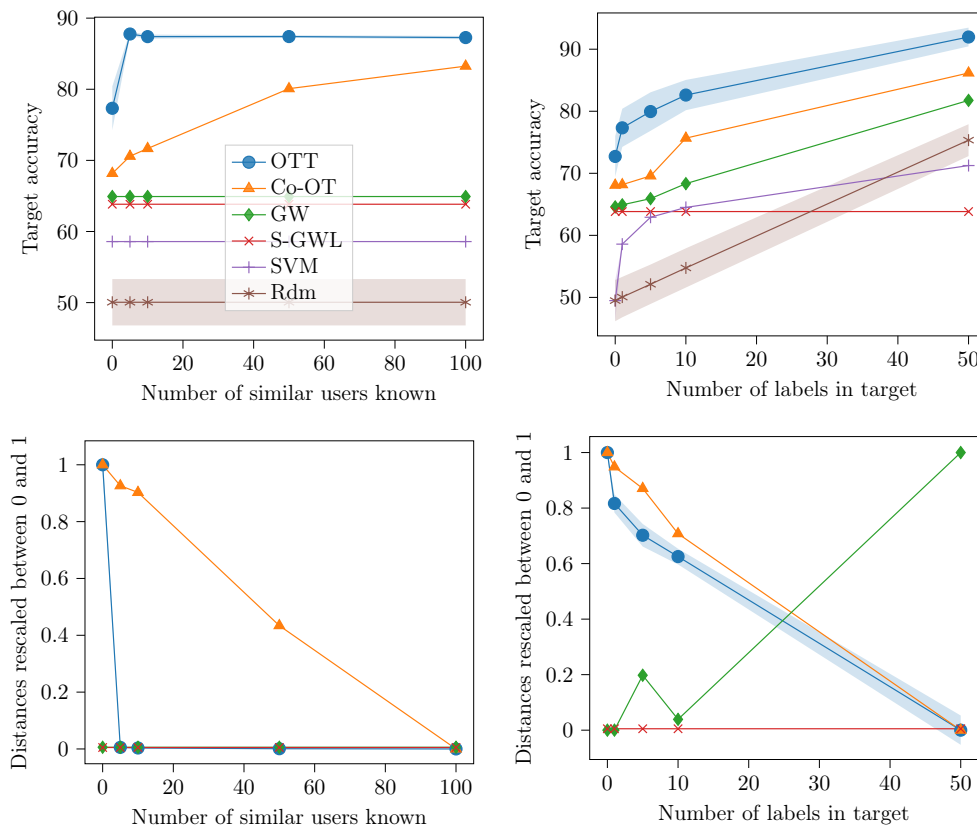 90
80
70
60
50
Target accuracy
OTT
Co-OT
GW
S-GWL
SVM
Rdm
0 20 40 60 80 100
Number of similar users known
90
80
70
60
50
Target accuracy
0 10 20 30 40 50
Number of labels in target
1
0.8
0.6
0.4
0.2
0
Distances rescaled between 0 and 1
0 20 40 60 80 100
Number of similar users known
1
0.8
0.6
0.4
0.2
0
Distances rescaled between 0 and 1
0 10 20 30 40 50
Number of labels in target